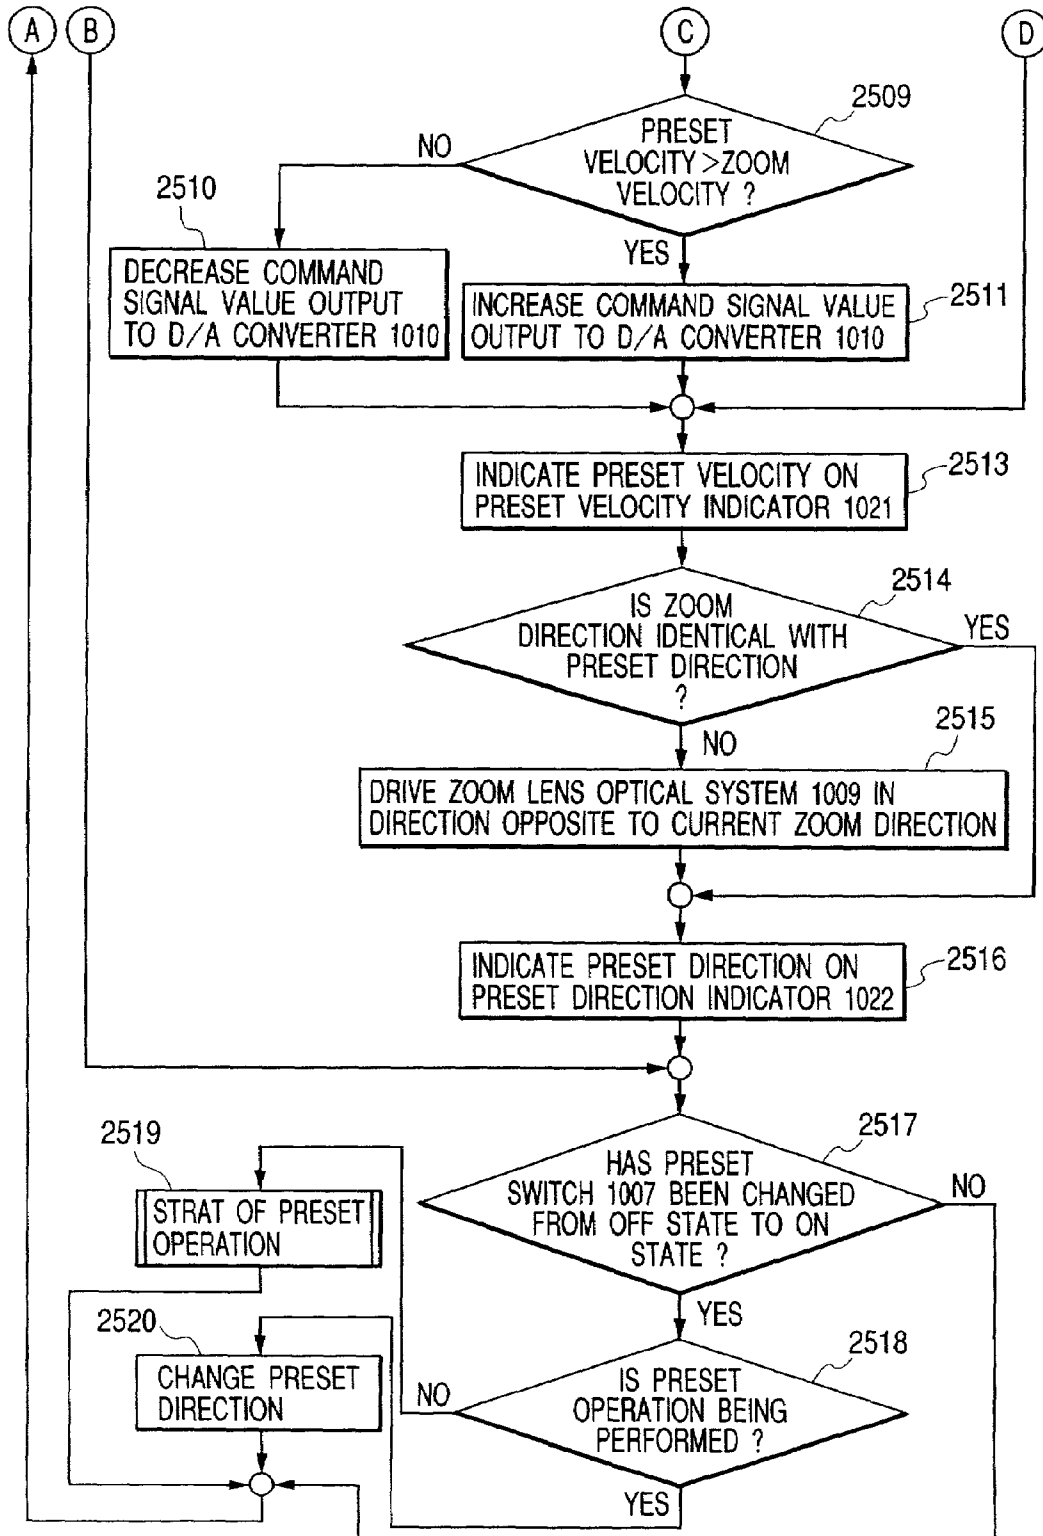 A
B
C
D
2509
PRESET
VELOCITY>ZOOM
VELOCITY ?
NO
YES
2510
DECREASE COMMAND
SIGNAL VALUE OUTPUT
TO D/A CONVERTER 1010
2511
INCREASE COMMAND SIGNAL VALUE
OUTPUT TO D/A CONVERTER 1010
2513
INDICATE PRESET VELOCITY ON
PRESET VELOCITY INDICATOR 1021
2514
IS ZOOM
DIRECTION IDENTICAL WITH
PRESET DIRECTION
?
YES
NO
2515
DRIVE ZOOM LENS OPTICAL SYSTEM 1009 IN
DIRECTION OPPOSITE TO CURRENT ZOOM DIRECTION
2516
INDICATE PRESET DIRECTION ON
PRESET DIRECTION INDICATOR 1022
2517
HAS PRESET
SWITCH 1007 BEEN CHANGED
FROM OFF STATE TO ON
STATE ?
NO
YES
2519
STRAT OF PRESET
OPERATION
2520
CHANGE PRESET
DIRECTION
2518
IS PRESET
OPERATION BEING
PERFORMED ?
NO
YES